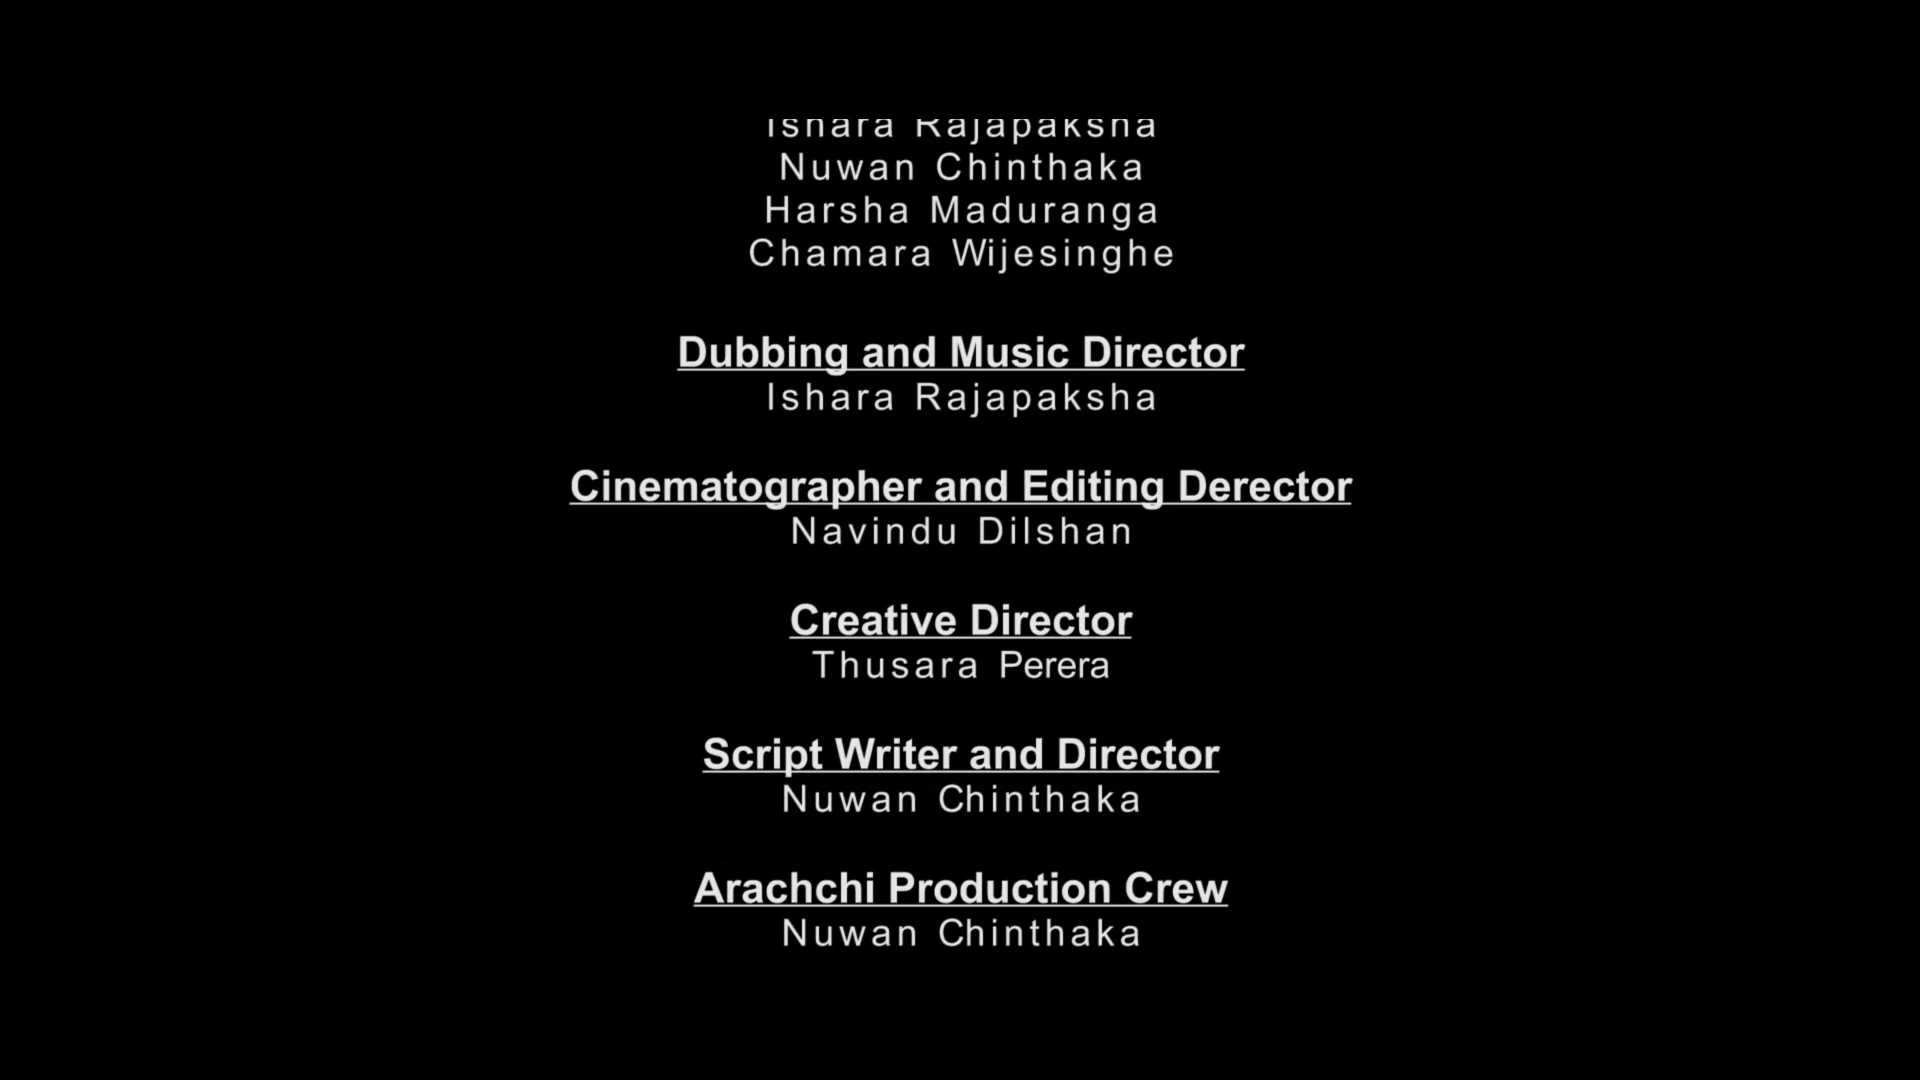 Ishara Rajapaksha
Nuwan Chinthaka
Harsha Maduranga
Chamara Wijesinghe
Dubbing and Music Director
Ishara Rajapaksha
Cinematographer and Editing Derector
Navindu Dilshan
Creative Director
Thusara Perera
Script Writer and Director
Nuwan Chinthaka
Arachchi Production Crew
Nuwan Chinthaka